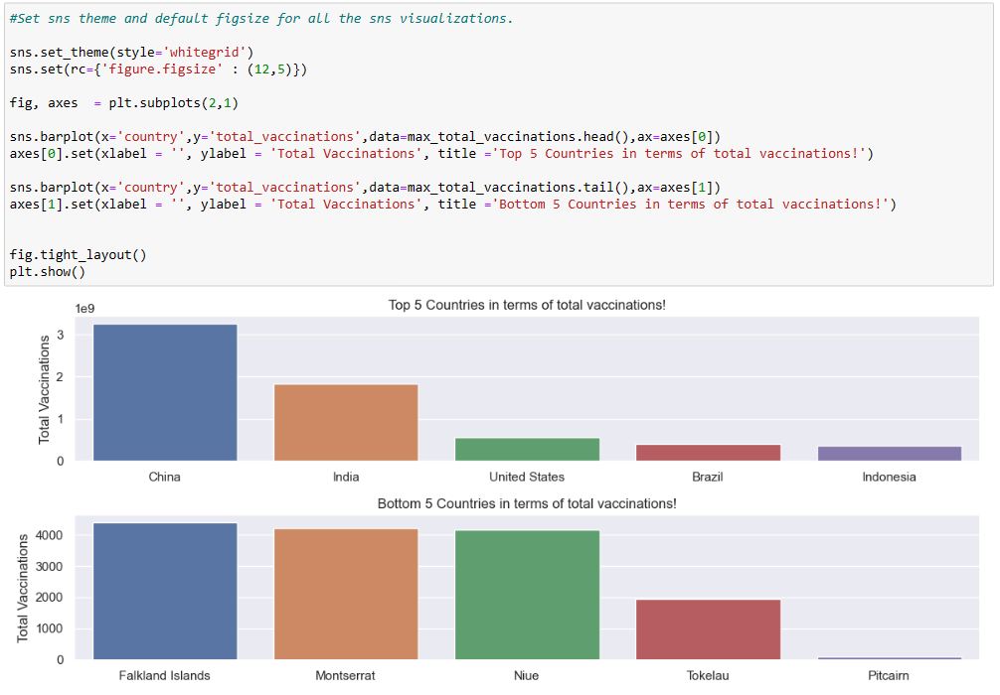 #Set sns theme and default figsize for all the sns visualizations.
sns.set_theme(style='whitegrid')
sns.set(rc={'figure.figsize' : (12,5)})
fig, axes  = plt.subplots(2,1)
sns.barplot(x='country',y='total_vaccinations',data=max_total_vaccinations.head(),ax=axes[0])
axes[0].set(xlabel = '', ylabel = 'Total Vaccinations', title ='Top 5 Countries in terms of total vaccinations!')
sns.barplot(x='country',y='total_vaccinations',data=max_total_vaccinations.tail(),ax=axes[1])
axes[1].set(xlabel = '', ylabel = 'Total Vaccinations', title ='Bottom 5 Countries in terms of total vaccinations!')
fig.tight_layout()
plt.show()
Top 5 Countries in terms of total vaccinations!
1e9
Total Vaccinations
3
2
1
0
China India United States Brazil Indonesia
Bottom 5 Countries in terms of total vaccinations!
Total Vaccinations
4000
3000
2000
1000
0
Falkland Islands Montserrat Niue Tokelau Pitcairn